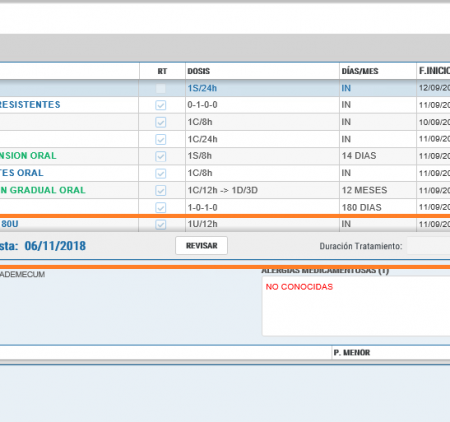 RT DOSIS DÍAS/MES F.INICIO
1S/24h IN 12/09/20
RESISTENTES 0-1-0-0 IN 11/09/20
1C/8h IN 10/09/20
1C/24h IN 11/09/20
NSION ORAL 1S/8h 14 DIAS 11/09/20
TES ORAL 1C/8h IN 11/09/20
N GRADUAL ORAL 1C/12h -> 1D/3D 12 MESES 11/09/20
1-0-1-0 180 DIAS 11/09/20
80U 1U/12h IN 11/09/20
sta: 06/11/2018 REVISAR Duración Tratamiento:
ADEMECUM ALERGIAS MEDICAMENTOSAS (1)
NO CONOCIDAS
P. MENOR